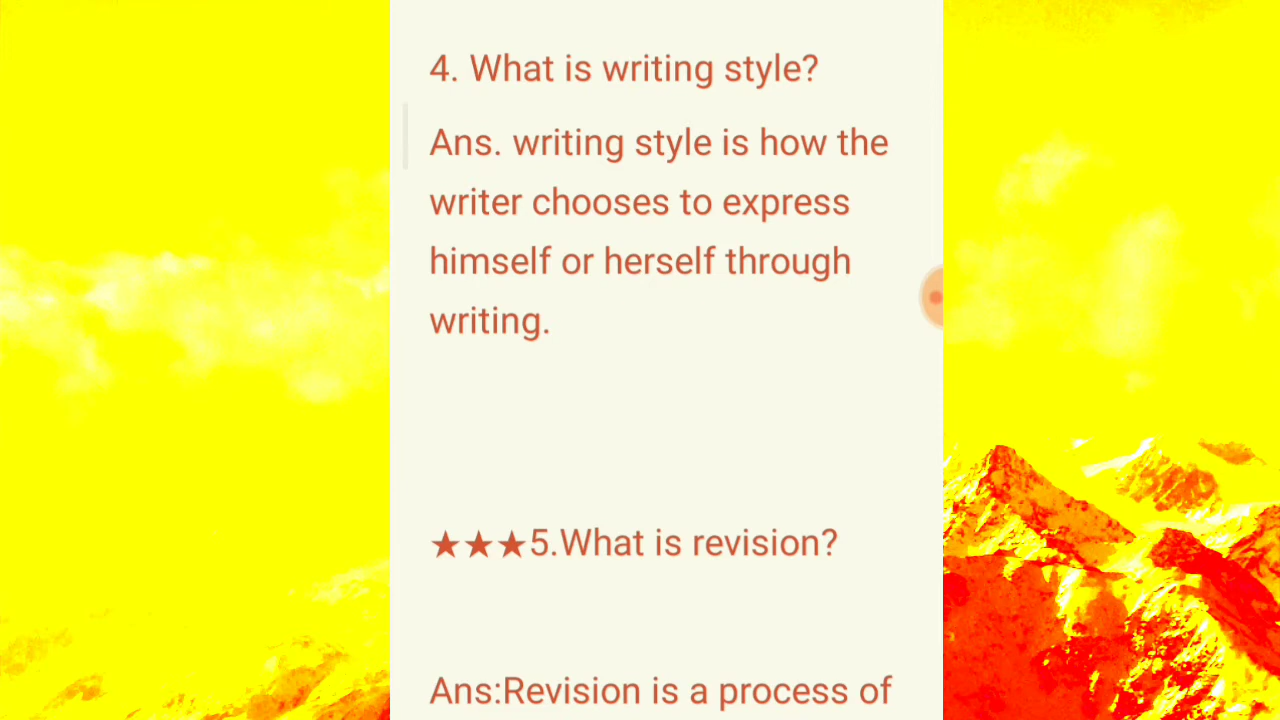 4. What is writing style?
Ans. writing style is how the
writer chooses to express
himself or herself through
writing.
★★★5.What is revision?
Ans:Revision is a process of